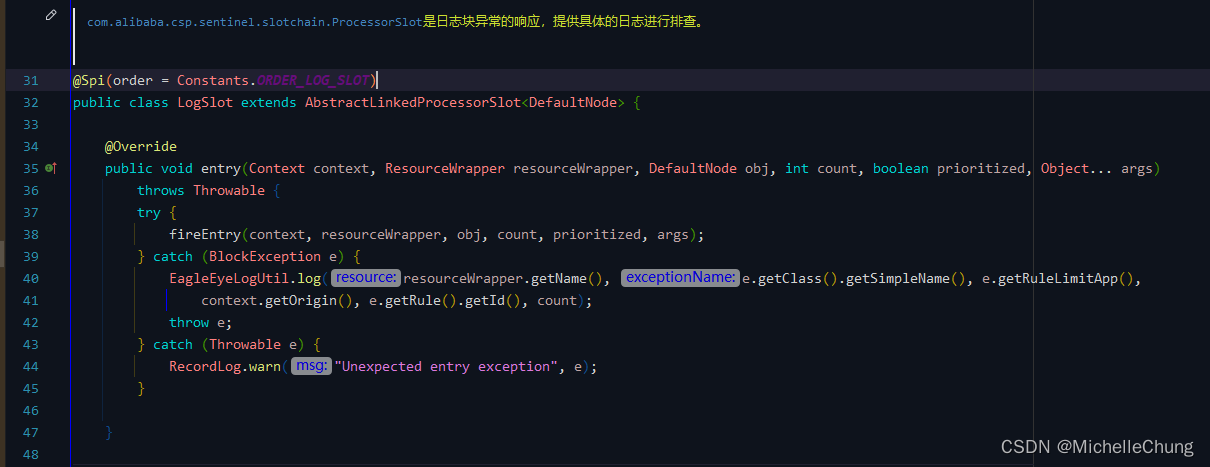 com.alibaba.csp.sentinel.slotchain.ProcessorSlot是日志块异常的响应，提供具体的日志进行排查。
31 @Spi(order = Constants.ORDER_LOG_SLOT)
32 public class LogSlot extends AbstractLinkedProcessorSlot<DefaultNode> {
33
34 @Override
35 public void entry(Context context, ResourceWrapper resourceWrapper, DefaultNode obj, int count, boolean prioritized, Object... args)
36 throws Throwable {
37 try {
38 fireEntry(context, resourceWrapper, obj, count, prioritized, args);
39 } catch (BlockException e) {
40 EagleEyeLogUtil.log( resource: resourceWrapper.getName(), exceptionName: e.getClass().getSimpleName(), e.getRuleLimitApp(),
41 context.getOrigin(), e.getRule().getId(), count);
42 throw e;
43 } catch (Throwable e) {
44 RecordLog.warn( msg: "Unexpected entry exception", e);
45 }
46
47 }
48
CSDN @MichelleChung